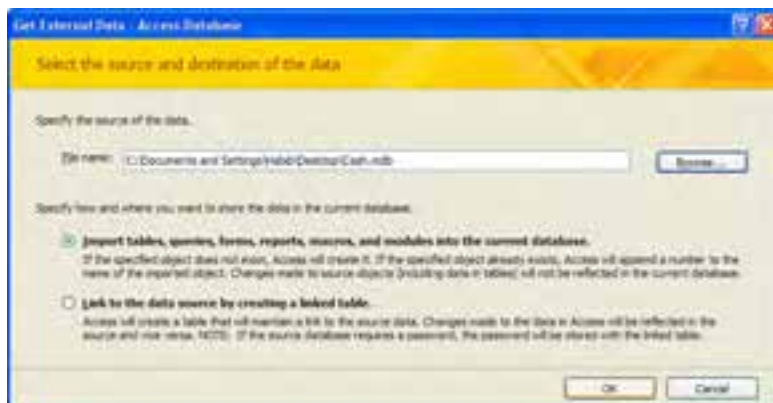 Get External Data - Access Database
Select the source and destination of the data
Specify the source of the data.
File name: C:\Documents and Settings\Habib\Desktop\Cash.mdb
Browse...
Specify how and where you want to store the data in the current database.
Import tables, queries, forms, reports, macros, and modules into the current database.
If the specified object does not exist, Access will create it. If the specified object already exists, Access will append a number to the
name of the imported object. Changes made to source objects (including data in tables) will not be reflected in the current database.
Link to the data source by creating a linked table.
Access will create a table that will maintain a link to the source data. Changes made to the data in Access will be reflected in the
source and vice versa. NOTE: If the source database requires a password, the password will be stored with the linked table.
OK Cancel